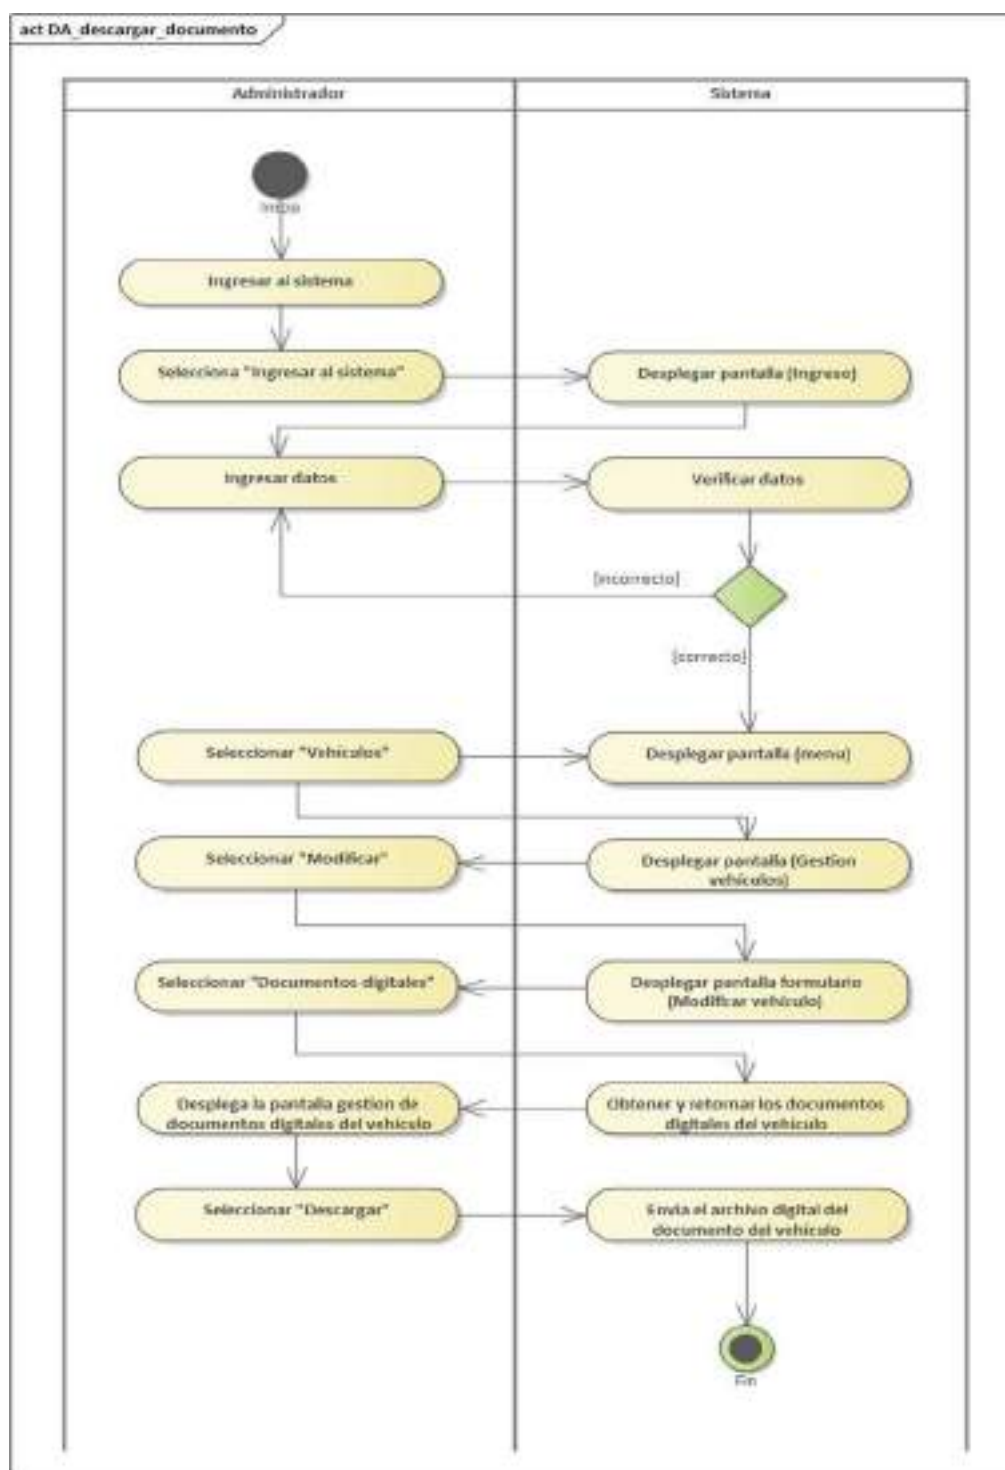 act DA_descargar_documento
Administrador
Sistema
Inicio
Ingresar al sistema
Selecciona "Ingresar al sistema"
Desplegar pantalla (Ingreso)
Ingresar datos
Verificar datos
[incorrecto]
[correcto]
Seleccionar "Vehiculos"
Desplegar pantalla (menu)
Seleccionar "Modificar"
Desplegar pantalla (Gestion
vehiculos)
Seleccionar "Documentos digitales"
Desplegar pantalla formulario
(Modificar vehiculo)
Desplega la pantalla gestion de
documentos digitales del vehiculo
Obtener y retornar los documentos
digitales del vehiculo
Seleccionar "Descargar"
Envia el archivo digital del
documento del vehiculo
Fin